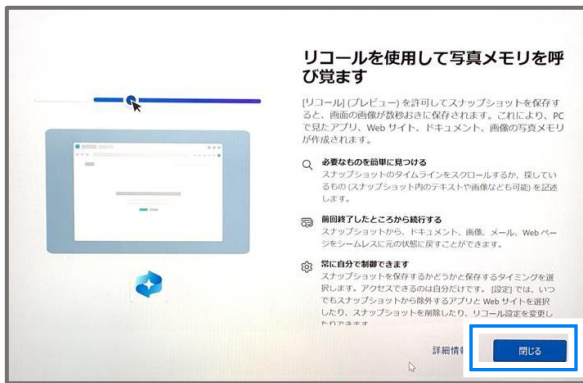 リコールを使用して写真メモリを呼
び覚ます
[リコール] (プレビュー) を許可してスナップショットを保存す
ると、画面の画像が数秒おきに保存されます。これにより、PC
で見たアプリ、Web サイト、ドキュメント、画像の写真メモリ
が作成されます。
必要なものを簡単に見つける
スナップショットのタイムラインをスクロールするか、探してい
るもの (スナップショット内のテキストや画像なども可能) を記述
します。
前回終了したところから続行する
スナップショットから、ドキュメント、画像、メール、Web ペー
ジをシームレスに元の状態に戻すことができます。
常に自分で制御できます
スナップショットを保存するかどうかと保存するタイミングを選
択します。アクセスできるのは自分だけです。 [設定] では、いつ
でもスナップショットから除外するアプリと Web サイトを選択
したり、スナップショットを削除したり、リコール設定を変更し
たりできます
詳細情報
閉じる